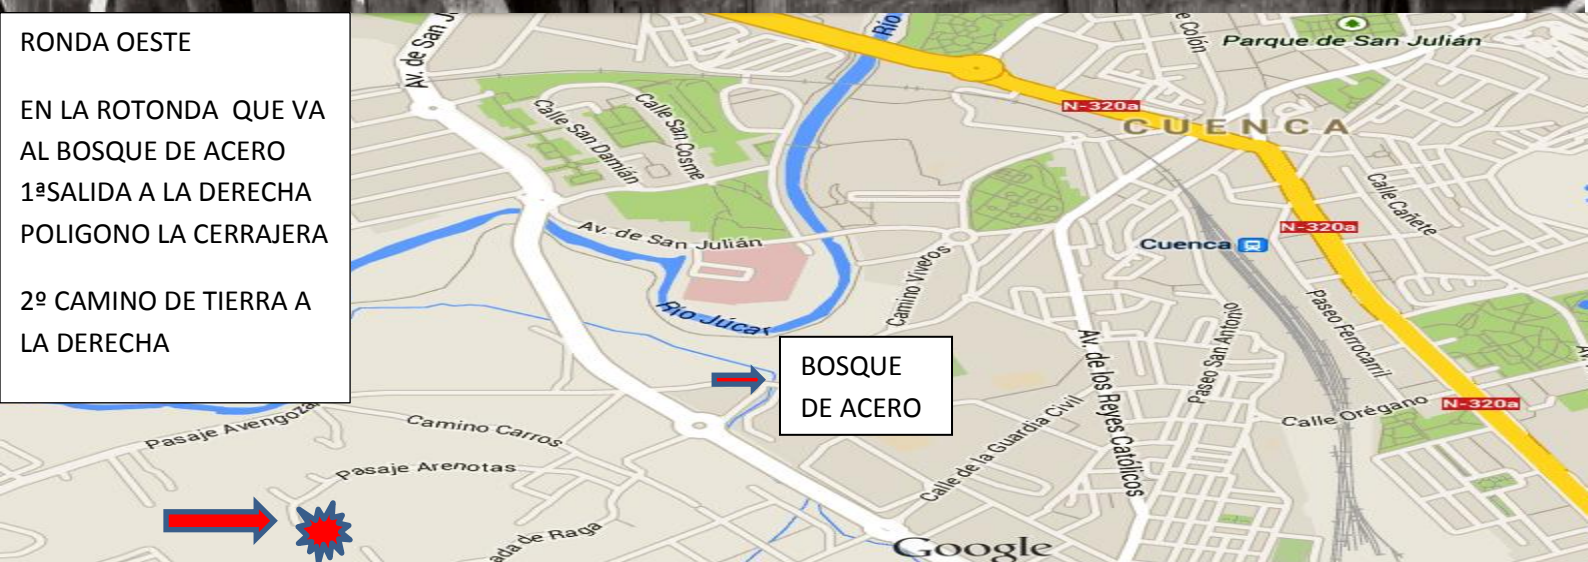 RONDA OESTE
EN LA ROTONDA QUE VA
AL BOSQUE DE ACERO
1ªSALIDA A LA DERECHA
POLIGONO LA CERRAJERA
2º CAMINO DE TIERRA A
LA DERECHA
Av. de San J
Río
e Colón
Parque de San Julián
N-320a
CUENCA
Calle San Damián
Calle San Cosme
Calle Cañete
N-320a
Av. de San Julián
Cuenca
Camino Viveros
Río Júcar
Paseo San Antonio
Paseo Ferrocarril
BOSQUE
DE ACERO
Av. de los Reyes Católicos
Calle de la Guardia Civil
Calle Orégano
N-320a
Pasaje Avengozar
Camino Carros
Pasaje Arenotas
ada de Raga
Google